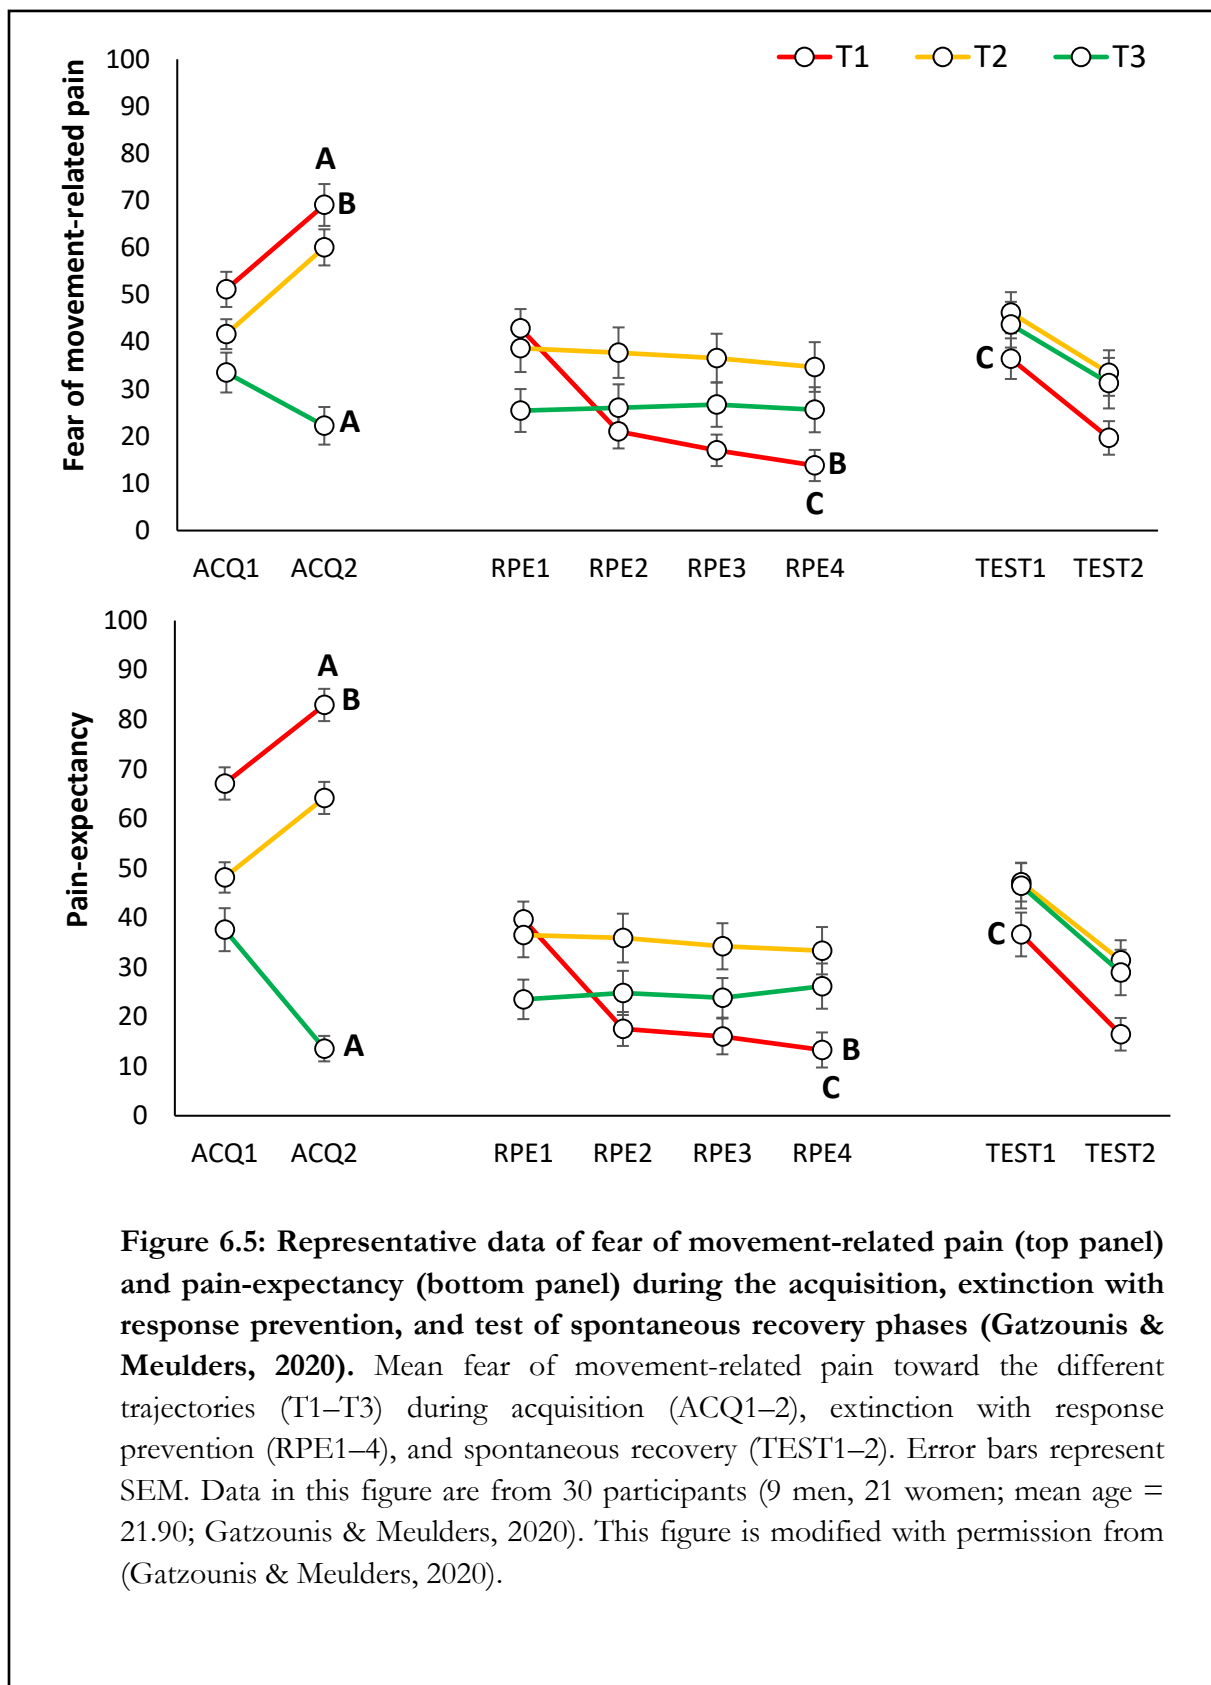 T1 T2 T3
Fear of movement-related pain
100
90
80
70
60
50
40
30
20
10
0
A
B
A
B
C
C
ACQ1 ACQ2 RPE1 RPE2 RPE3 RPE4 TEST1 TEST2
Pain-expectancy
100
90
80
70
60
50
40
30
20
10
0
A
B
A
B
C
C
ACQ1 ACQ2 RPE1 RPE2 RPE3 RPE4 TEST1 TEST2
Figure 6.5: Representative data of fear of movement-related pain (top panel)
and pain-expectancy (bottom panel) during the acquisition, extinction with
response prevention, and test of spontaneous recovery phases (Gatzounis &
Meulders, 2020). Mean fear of movement-related pain toward the different
trajectories (T1–T3) during acquisition (ACQ1–2), extinction with response
prevention (RPE1–4), and spontaneous recovery (TEST1–2). Error bars represent
SEM. Data in this figure are from 30 participants (9 men, 21 women; mean age =
21.90; Gatzounis & Meulders, 2020). This figure is modified with permission from
(Gatzounis & Meulders, 2020).